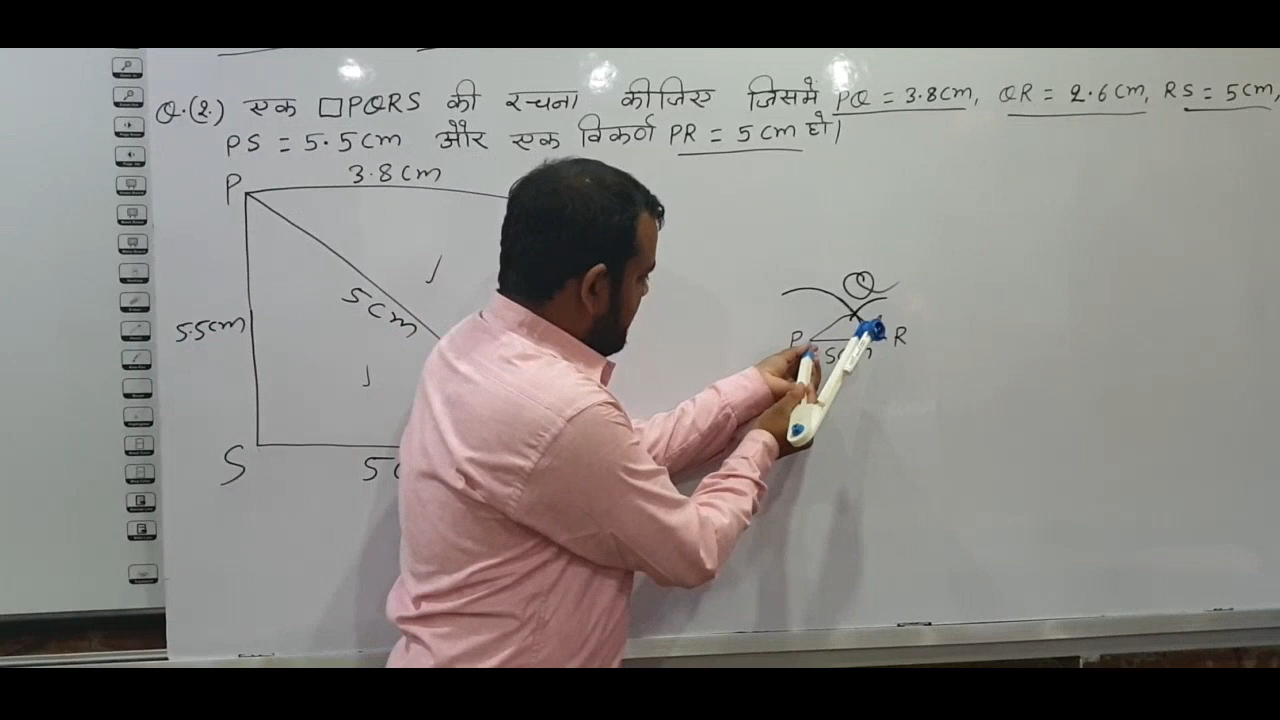 Q.(2.) एक □PQRS की रचना कीजिए जिसमें PQ = 3.8cm, QR = 2.6cm, RS = 5cm,
PS = 5.5cm और एक विकर्ण PR = 5cm हो।
3.8cm
P
5cm
5.5cm
S
Q
P
R